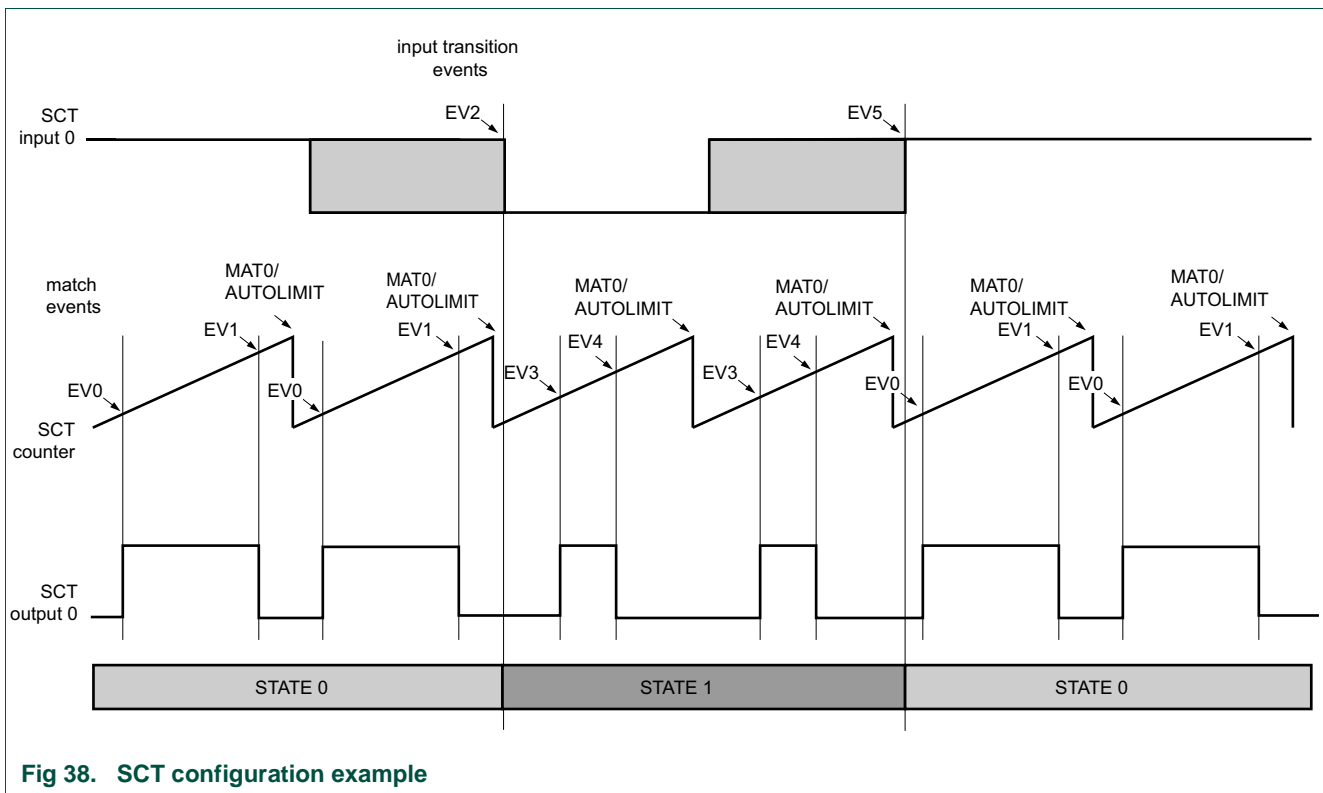 input transition
events
SCT
input 0
EV2
EV5
match
events
MAT0/
AUTOLIMIT
MAT0/
AUTOLIMIT
MAT0/
AUTOLIMIT
MAT0/
AUTOLIMIT
MAT0/
AUTOLIMIT
MAT0/
AUTOLIMIT
EV0
EV1
EV0
EV1
EV3
EV4
EV3
EV4
EV0
EV1
EV0
EV1
SCT
counter
SCT
output 0
STATE 0
STATE 1
STATE 0
Fig 38. SCT configuration example